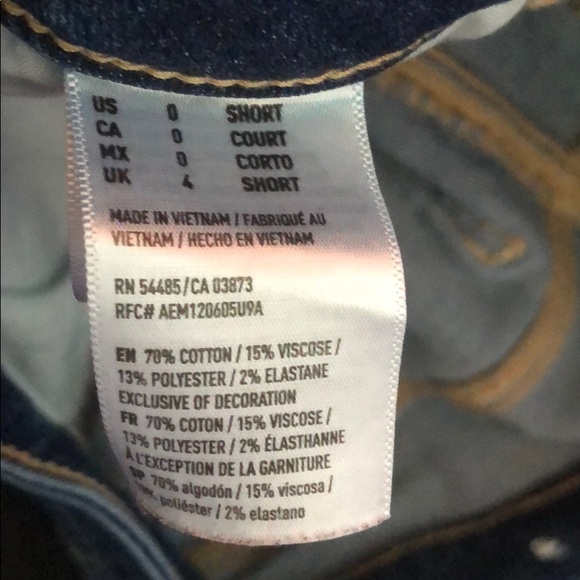 US 0 SHORT
CA 0 COURT
MX 0 CORTO
UK 4 SHORT
MADE IN VIETNAM / FABRIQUÉ AU
VIETNAM / HECHO EN VIETNAM
RN 54485/CA 03873
RFC# AEM120605U9A
EN 70% COTTON / 15% VISCOSE /
13% POLYESTER / 2% ELASTANE
EXCLUSIVE OF DECORATION
FR 70% COTON / 15% VISCOSE /
13% POLYESTER / 2% ÉLASTHANNE
À L'EXCEPTION DE LA GARNITURE
SP 70% algodón / 15% viscosa /
poliéster / 2% elastano